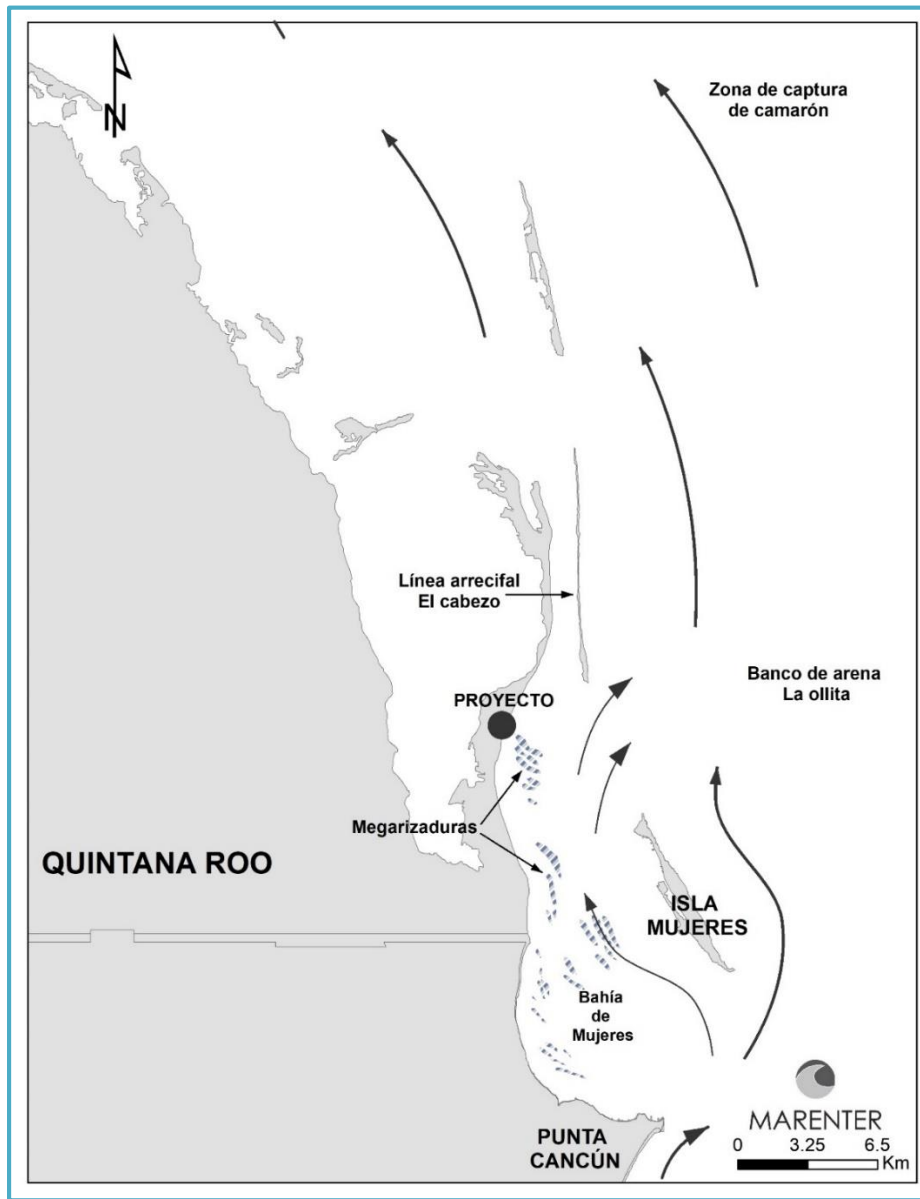 N
Zona de captura
de camarón
Línea arrecifal
El cabezo
Banco de arena
La ollita
PROYECTO
Megarizaduras
QUINTANA ROO
ISLA
MUJERES
Bahía
de
Mujeres
MARENTER
PUNTA
CANCÚN
0 3.25 6.5
Km